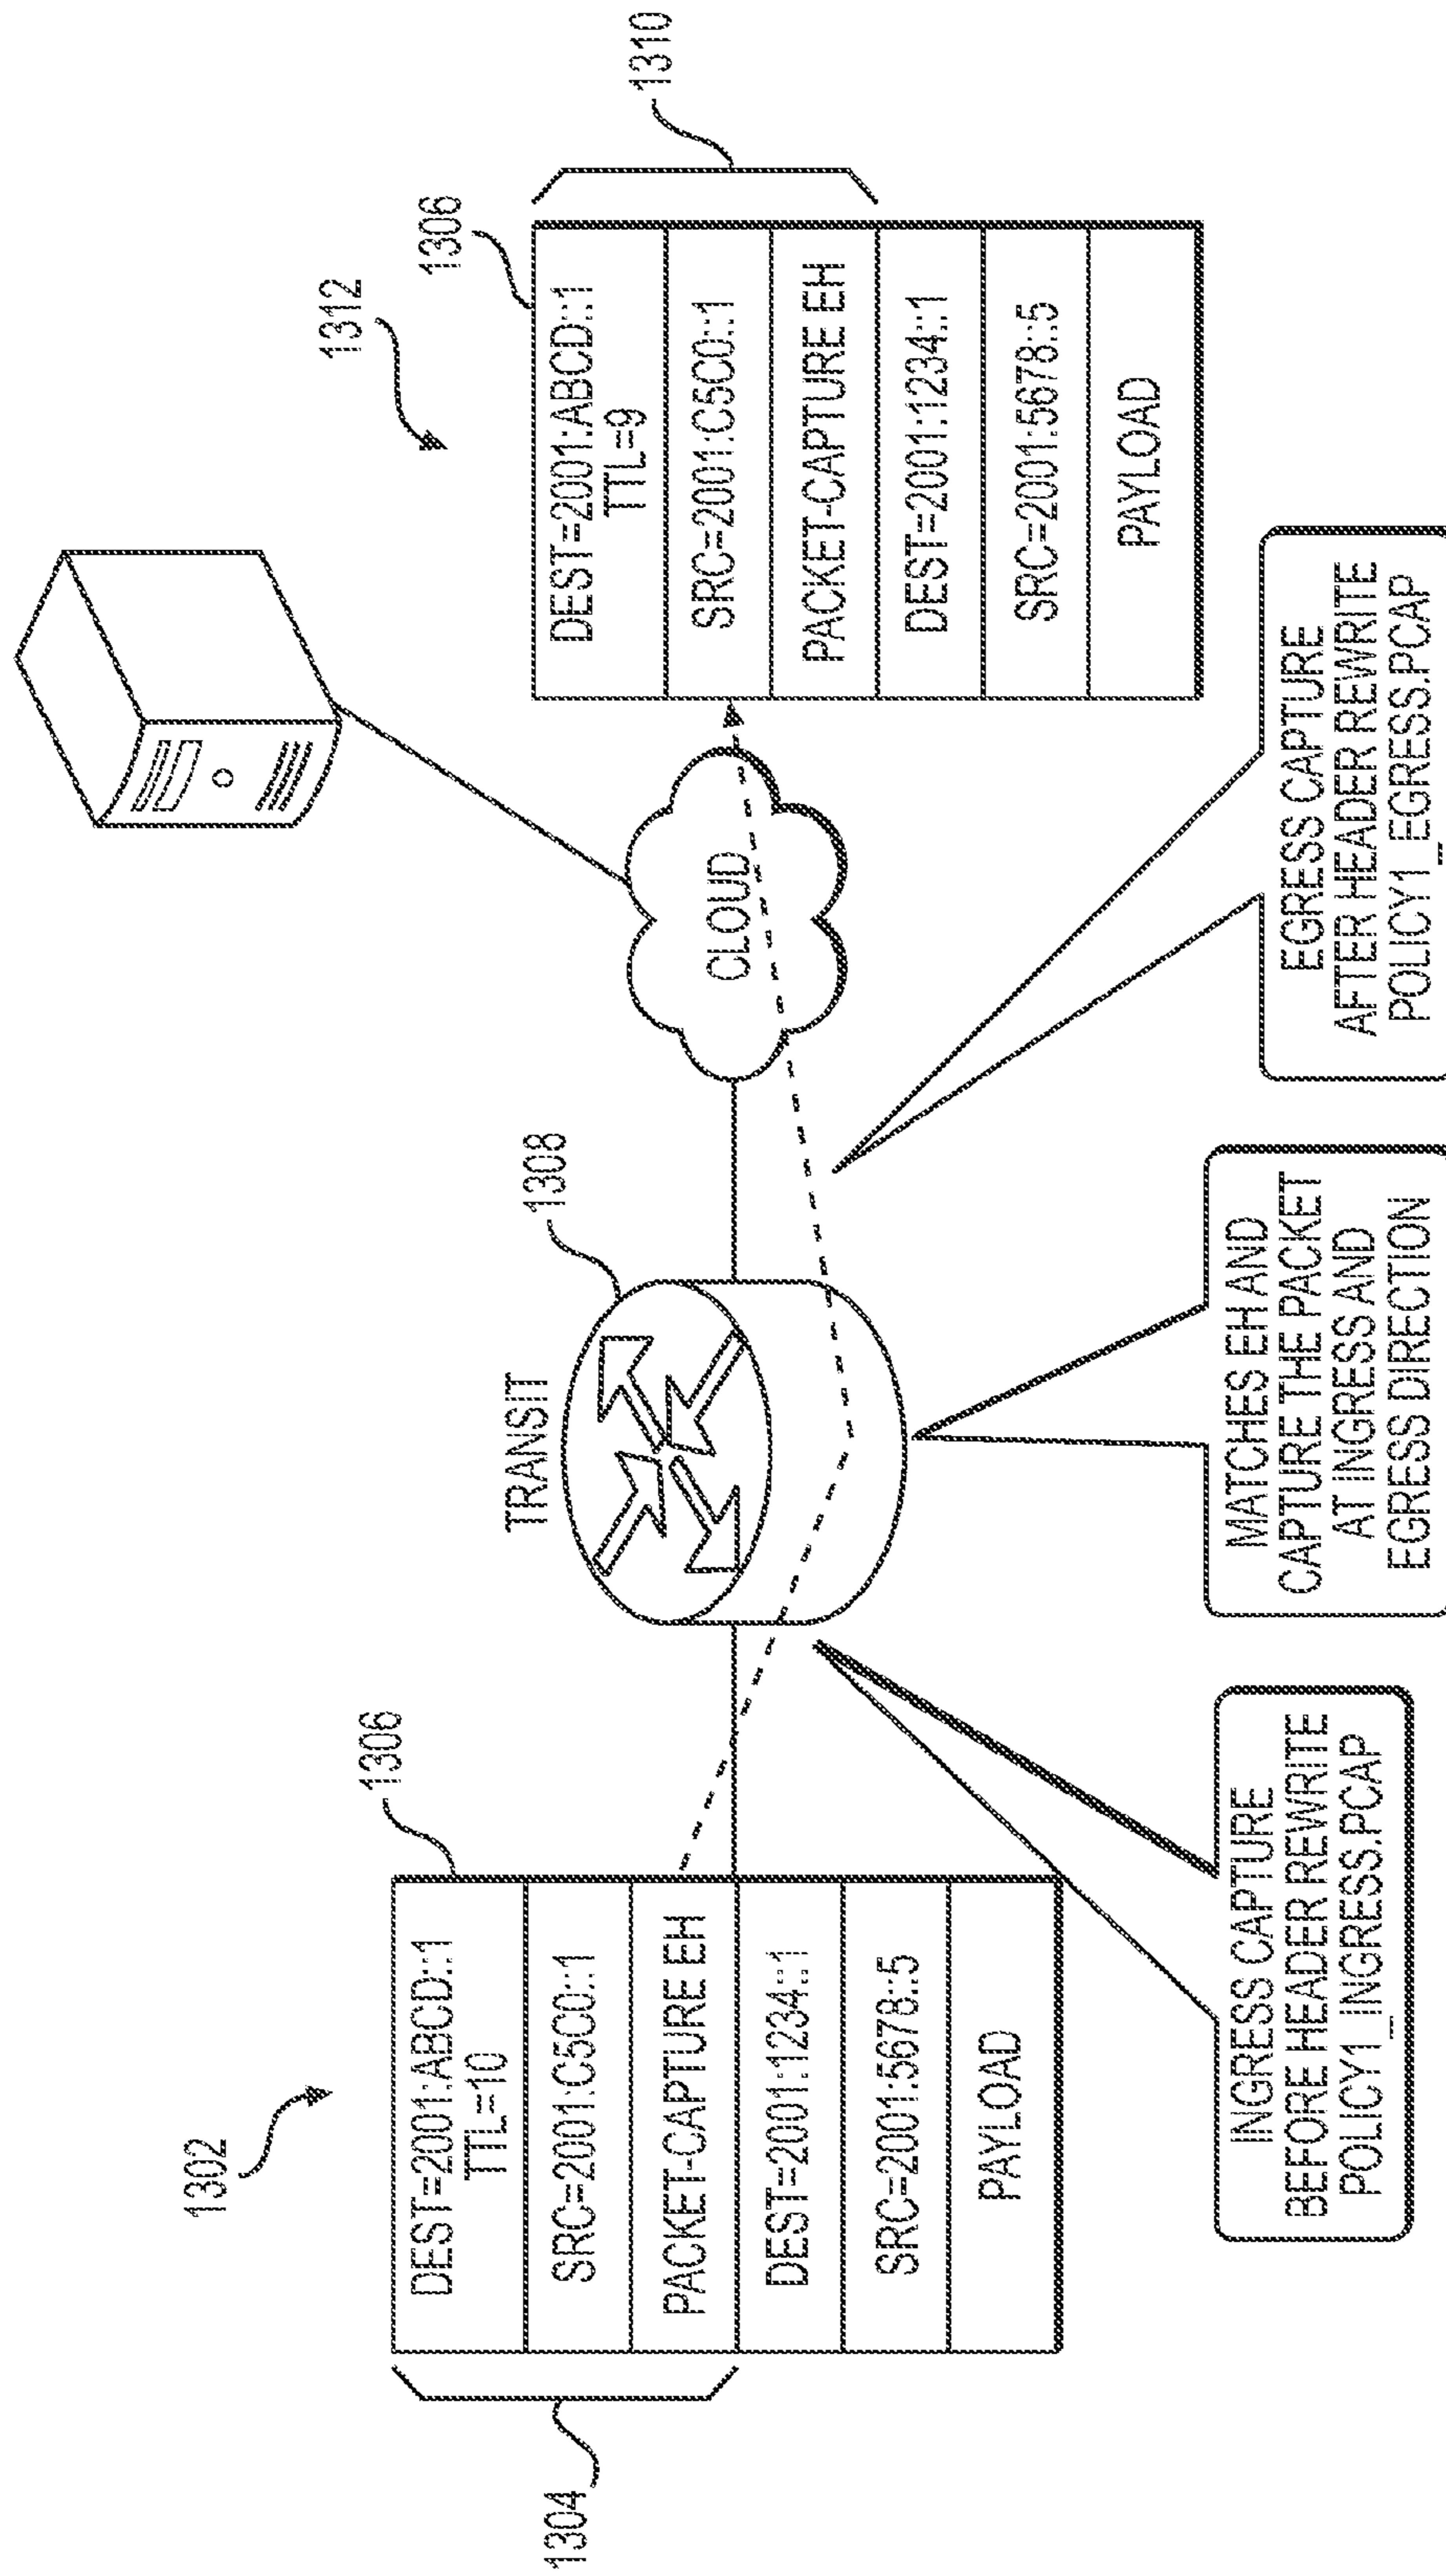 1302
1304
1306
DEST=2001:ABCD::1
TTL=10
SRC=2001:C5C0::1
PACKET-CAPTURE EH
DEST=2001:1234::1
SRC=2001:5678::5
PAYLOAD
TRANSIT
1308
CLOUD
1312
1306
1310
DEST=2001:ABCD::1
TTL=9
SRC=2001:C5C0::1
PACKET-CAPTURE EH
DEST=2001:1234::1
SRC=2001:5678::5
PAYLOAD
INGRESS CAPTURE
BEFORE HEADER REWRITE
POLICY1_INGRESS.PCAP
MATCHES EH AND
CAPTURE THE PACKET
AT INGRESS AND
EGRESS DIRECTION
EGRESS CAPTURE
AFTER HEADER REWRITE
POLICY1_EGRESS.PCAP